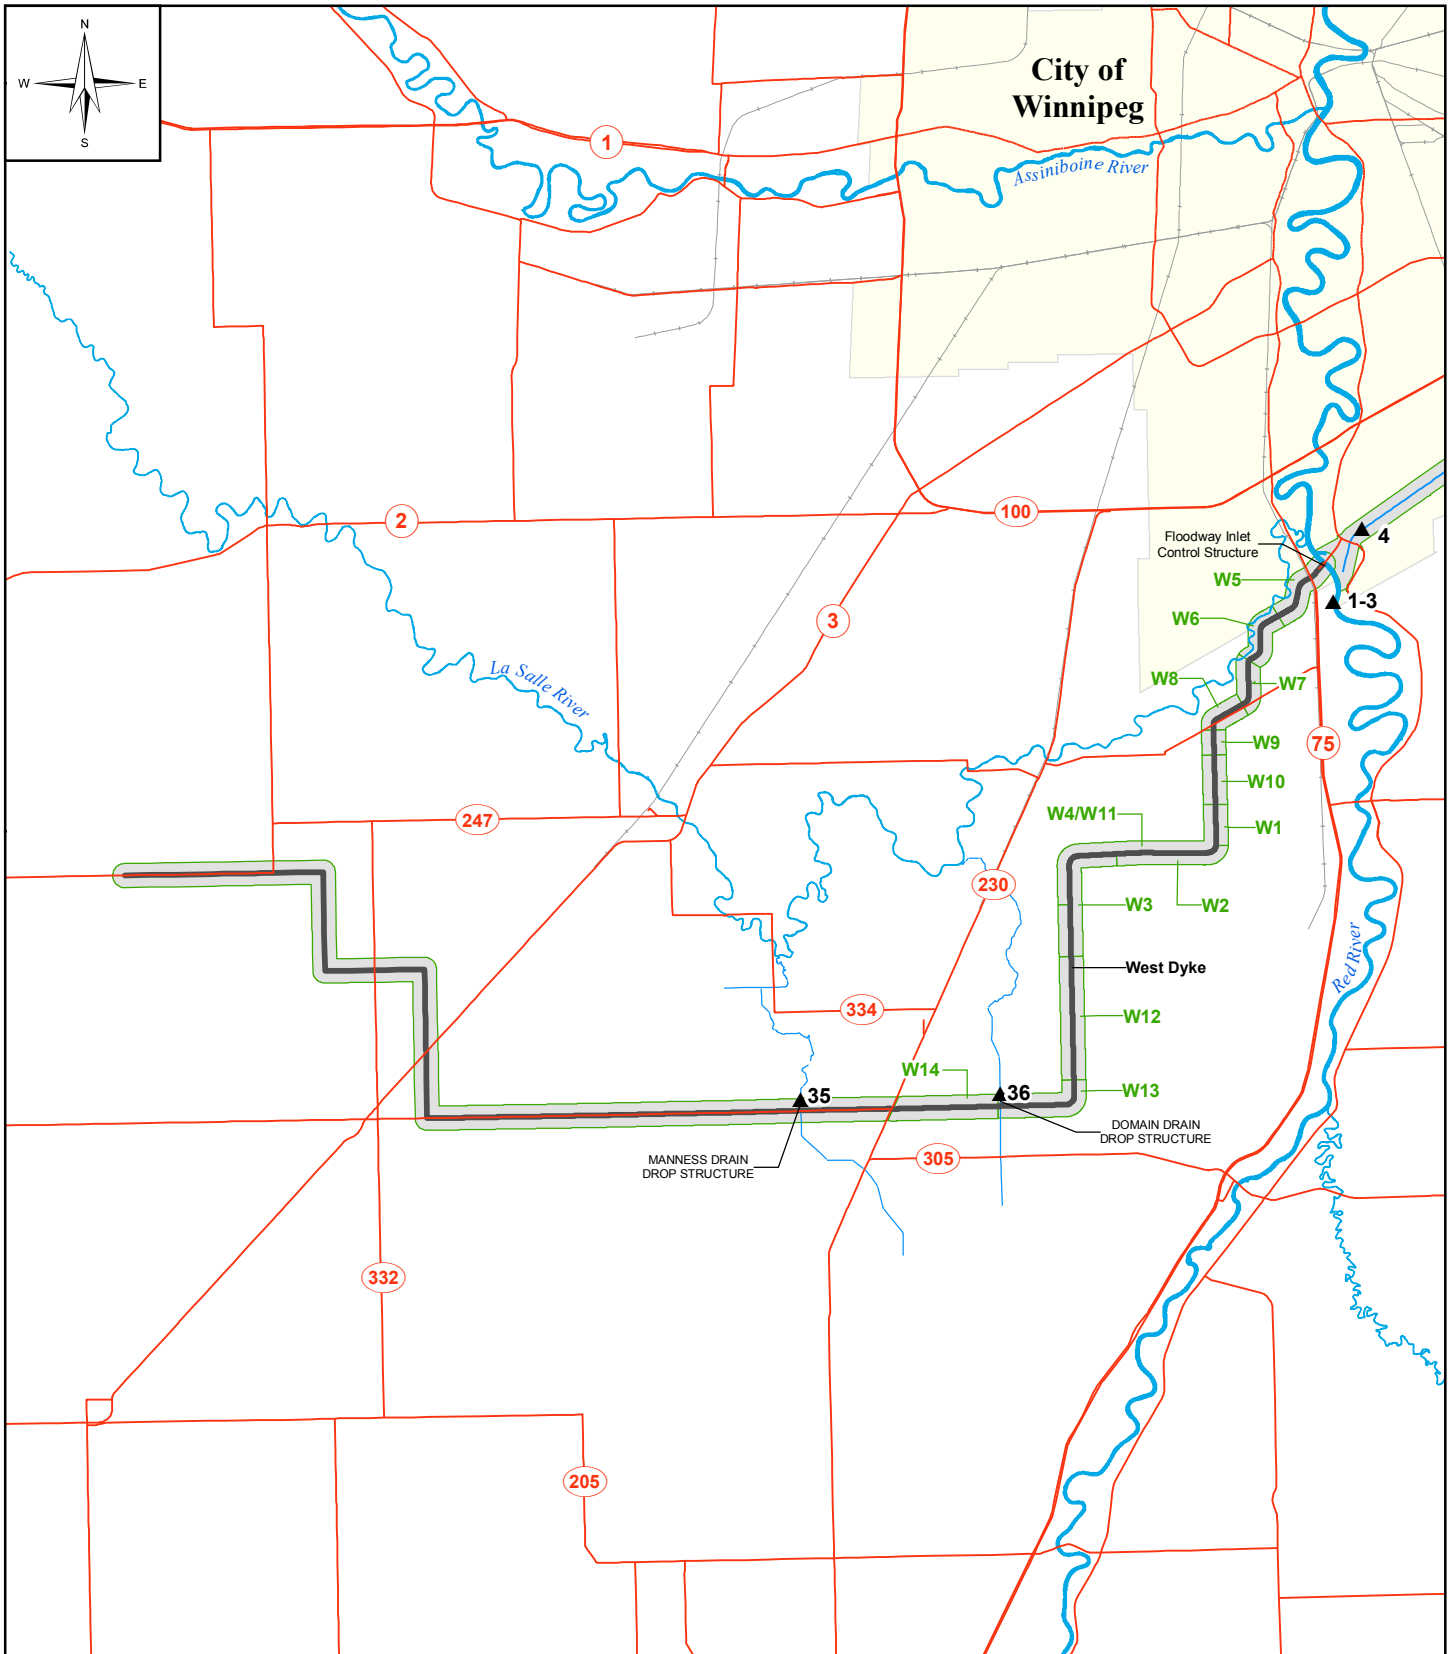 N
W
E
S
City of
Winnipeg
1
Assiniboine River
2
100
Floodway Inlet
Control Structure
4
W5
1-3
W6
3
La Salle River
W8
W7
75
W9
W10
W4/W11
W1
247
230
W3
W2
Red River
West Dyke
334
W12
W14
35
36
W13
DOMAIN DRAIN
DROP STRUCTURE
MANNESS DRAIN
DROP STRUCTURE
305
332
205